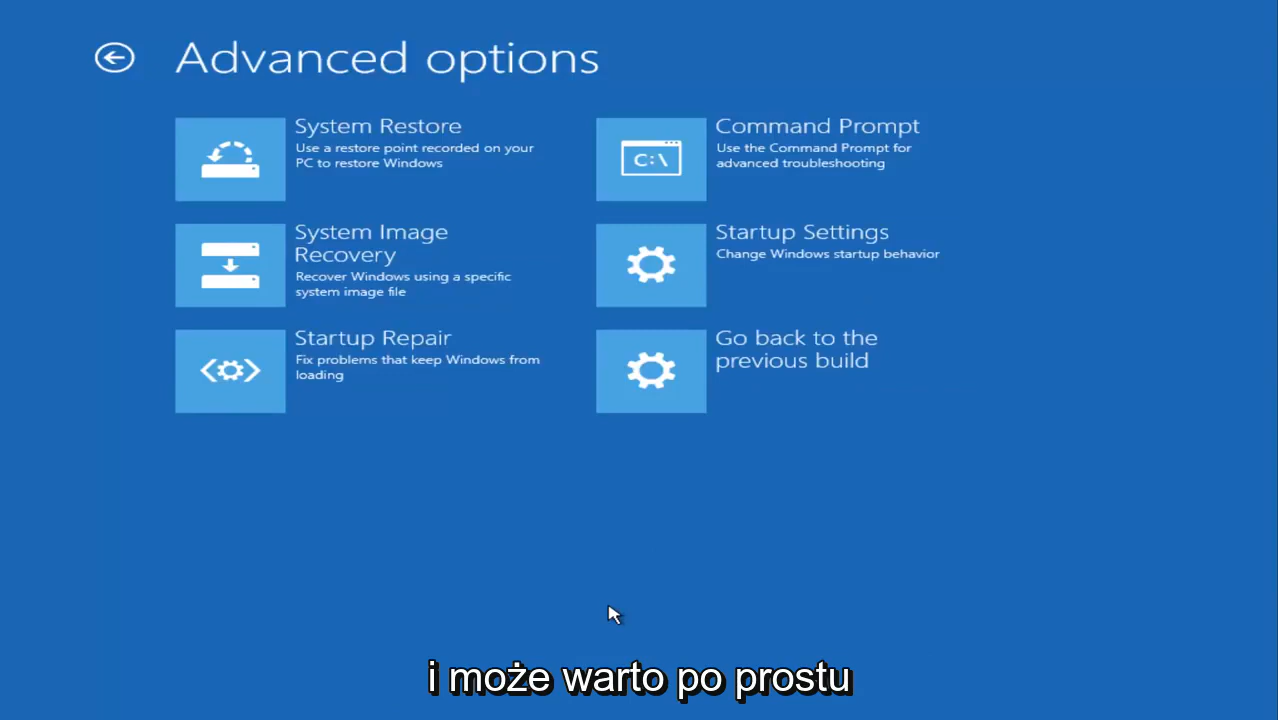 Advanced options
System Restore
Use a restore point recorded on your
PC to restore Windows
System Image
Recovery
Recover Windows using a specific
system image file
Startup Repair
Fix problems that keep Windows from
loading
C:\
Command Prompt
Use the Command Prompt for
advanced troubleshooting
Startup Settings
Change Windows startup behavior
Go back to the
previous build
i może warto po prostu